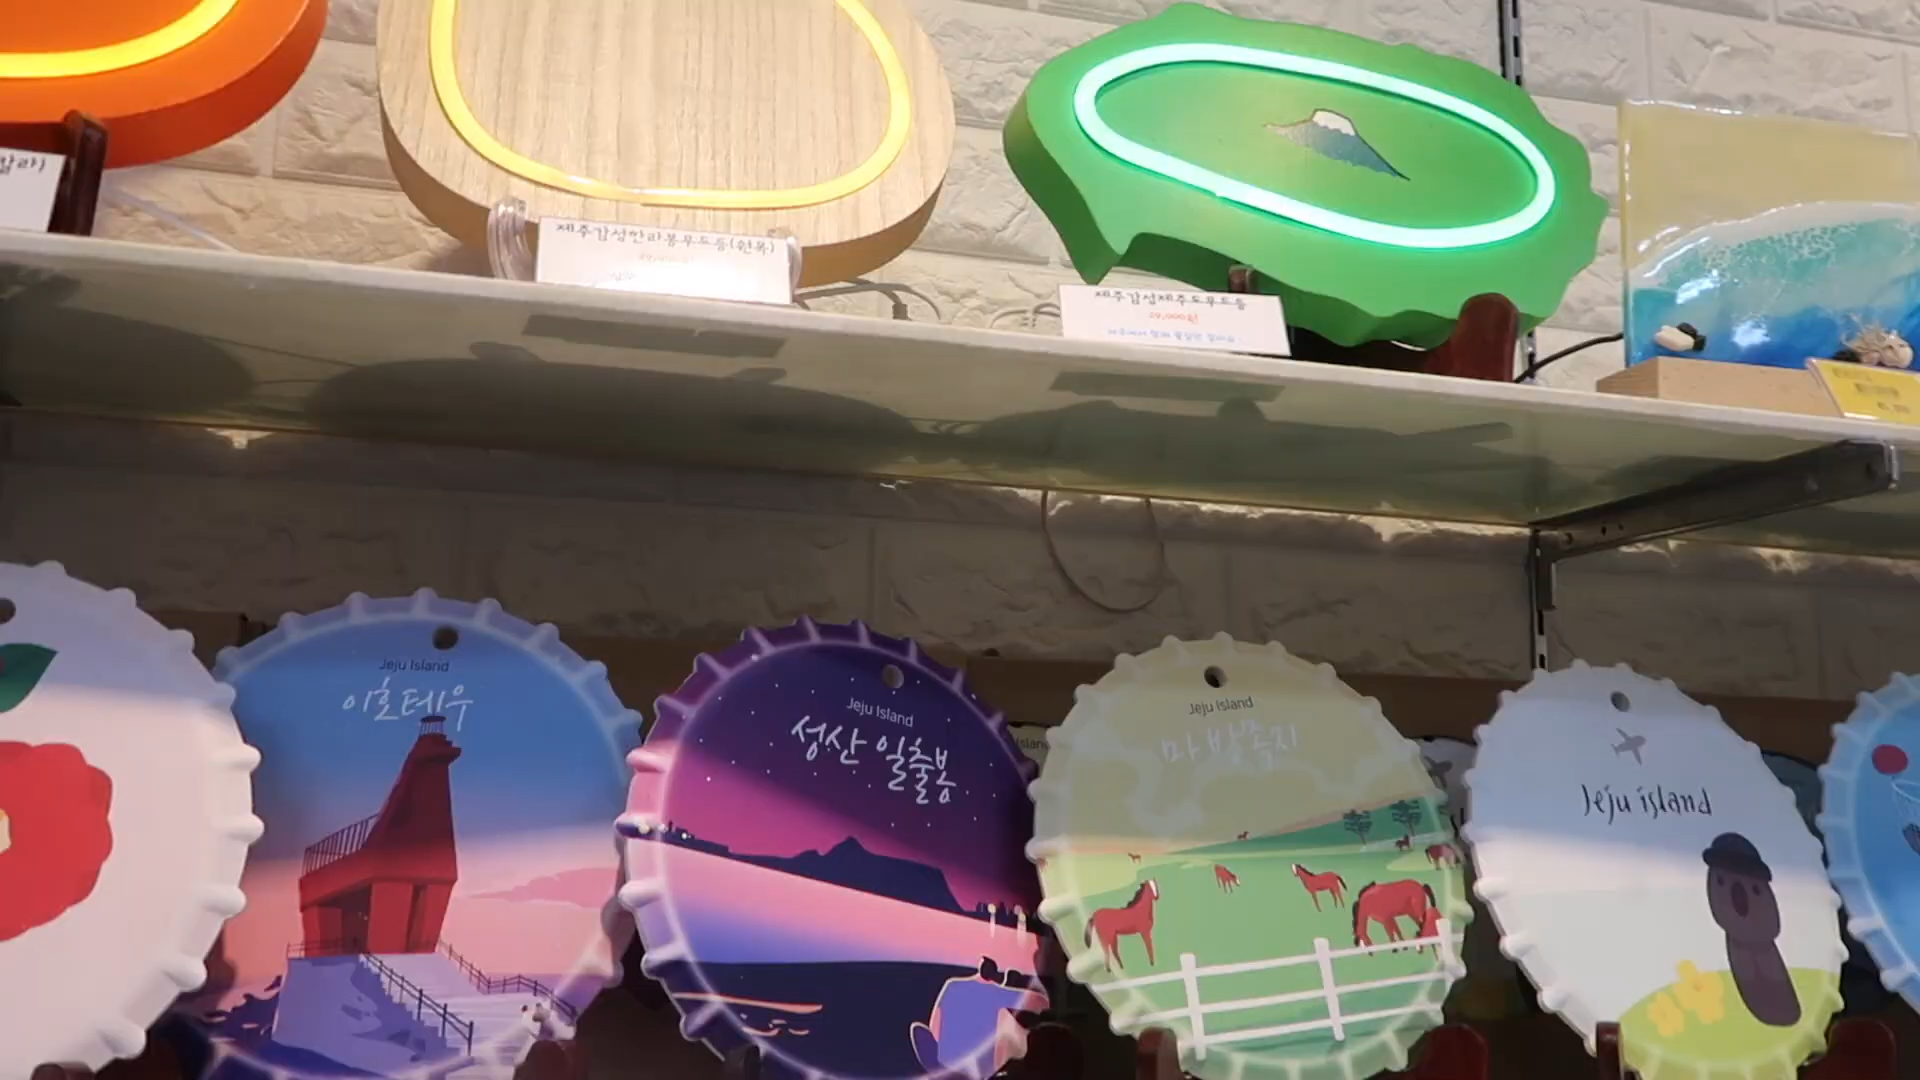 제주감성한라봉무드등(원목)
제주감성제주도무드등
29,000원
Jeju Island
이호테우
Jeju Island
성산 일출봉
Jeju Island
마방목지
Jeju island